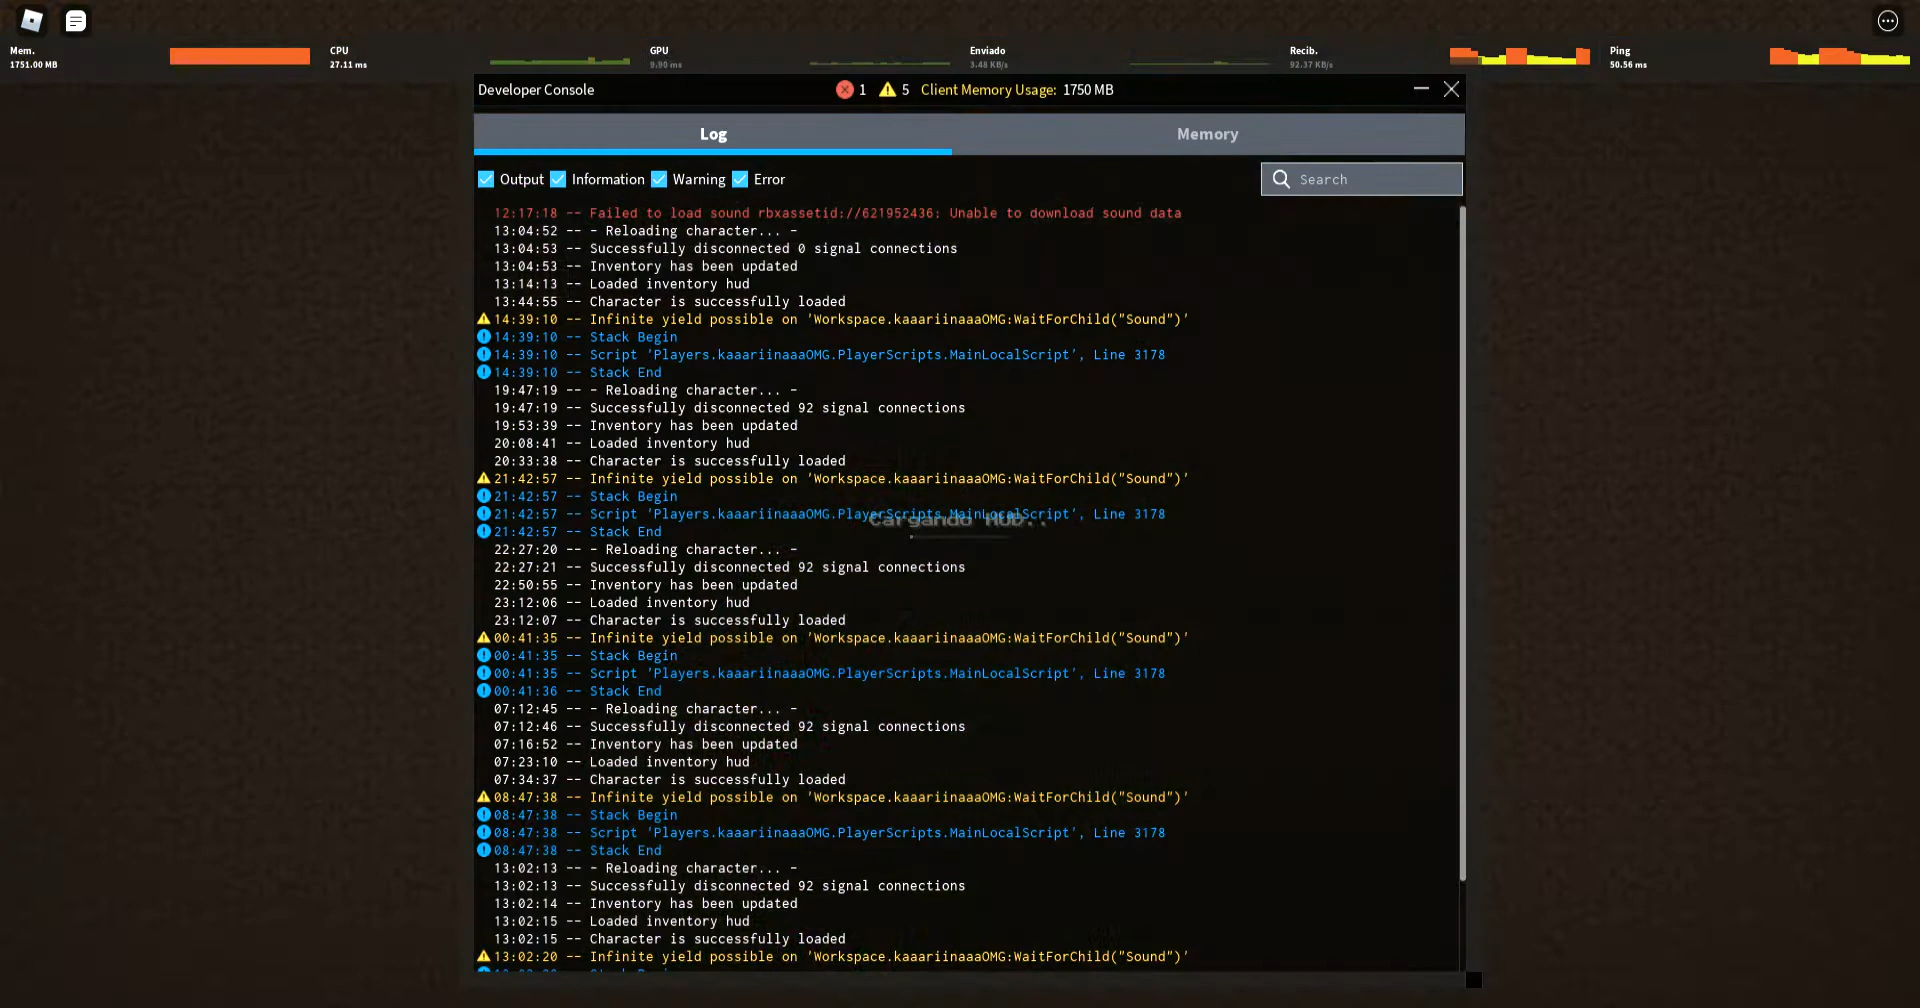 Mem.
1751.00 MB
CPU
27.11 ms
GPU
9.90 ms
Enviado
3.48 KB/s
Recib.
92.37 KB/s
Ping
50.56 ms
Developer Console
1
5
Client Memory Usage: 1750 MB
Log
Memory
Output Information Warning Error
Search
12:17:18 -- Failed to load sound rbxassetid://621952436: Unable to download sound data
13:04:52 -- - Reloading character... -
13:04:53 -- Successfully disconnected 0 signal connections
13:04:53 -- Inventory has been updated
13:14:13 -- Loaded inventory hud
13:44:55 -- Character is successfully loaded
14:39:10 -- Infinite yield possible on 'Workspace.kaaariinaaaOMG:WaitForChild("Sound")'
14:39:10 -- Stack Begin
14:39:10 -- Script 'Players.kaaariinaaaOMG.PlayerScripts.MainLocalScript', Line 3178
14:39:10 -- Stack End
19:47:19 -- - Reloading character... -
19:47:19 -- Successfully disconnected 92 signal connections
19:53:39 -- Inventory has been updated
20:08:41 -- Loaded inventory hud
20:33:38 -- Character is successfully loaded
21:42:57 -- Infinite yield possible on 'Workspace.kaaariinaaaOMG:WaitForChild("Sound")'
21:42:57 -- Stack Begin
21:42:57 -- Script 'Players.kaaariinaaaOMG.PlayerScripts.MainLocalScript', Line 3178
Cargando HUD..
21:42:57 -- Stack End
22:27:20 -- - Reloading character... -
22:27:21 -- Successfully disconnected 92 signal connections
22:50:55 -- Inventory has been updated
23:12:06 -- Loaded inventory hud
23:12:07 -- Character is successfully loaded
00:41:35 -- Infinite yield possible on 'Workspace.kaaariinaaaOMG:WaitForChild("Sound")'
00:41:35 -- Stack Begin
00:41:35 -- Script 'Players.kaaariinaaaOMG.PlayerScripts.MainLocalScript', Line 3178
00:41:36 -- Stack End
07:12:45 -- - Reloading character... -
07:12:46 -- Successfully disconnected 92 signal connections
07:16:52 -- Inventory has been updated
07:23:10 -- Loaded inventory hud
07:34:37 -- Character is successfully loaded
08:47:38 -- Infinite yield possible on 'Workspace.kaaariinaaaOMG:WaitForChild("Sound")'
08:47:38 -- Stack Begin
08:47:38 -- Script 'Players.kaaariinaaaOMG.PlayerScripts.MainLocalScript', Line 3178
08:47:38 -- Stack End
13:02:13 -- - Reloading character... -
13:02:13 -- Successfully disconnected 92 signal connections
13:02:14 -- Inventory has been updated
13:02:15 -- Loaded inventory hud
13:02:15 -- Character is successfully loaded
13:02:20 -- Infinite yield possible on 'Workspace.kaaariinaaaOMG:WaitForChild("Sound")'